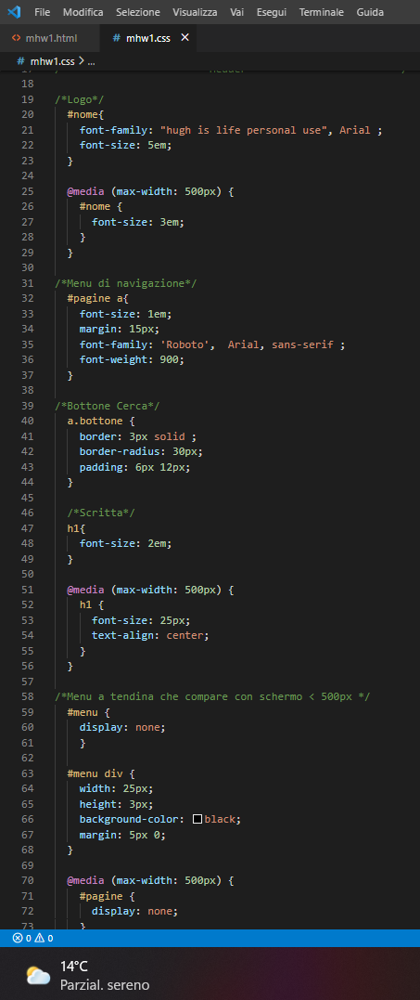 File Modifica Selezione Visualizza Vai Esegui Terminale Guida
<> mhw1.html # mhw1.css ×
# mhw1.css > ...
18
19 /*Logo*/
20 #nome{
21 font-family: "hugh is life personal use", Arial ;
22 font-size: 5em;
23 }
24
25 @media (max-width: 500px) {
26 #nome {
27 font-size: 3em;
28 }
29 }
30
31 /*Menu di navigazione*/
32 #pagine a{
33 font-size: 1em;
34 margin: 15px;
35 font-family: 'Roboto',  Arial, sans-serif ;
36 font-weight: 900;
37 }
38
39 /*Bottone Cerca*/
40 a.bottone {
41 border: 3px solid ;
42 border-radius: 30px;
43 padding: 6px 12px;
44 }
45
46 /*Scritta*/
47 h1{
48 font-size: 2em;
49 }
50
51 @media (max-width: 500px) {
52 h1 {
53 font-size: 25px;
54 text-align: center;
55 }
56 }
57
58 /*Menu a tendina che compare con schermo < 500px */
59 #menu {
60 display: none;
61 }
62
63 #menu div {
64 width: 25px;
65 height: 3px;
66 background-color: black;
67 margin: 5px 0;
68 }
69
70 @media (max-width: 500px) {
71 #pagine {
72 display: none;
73 }
0 0
14°C
Parzial. sereno